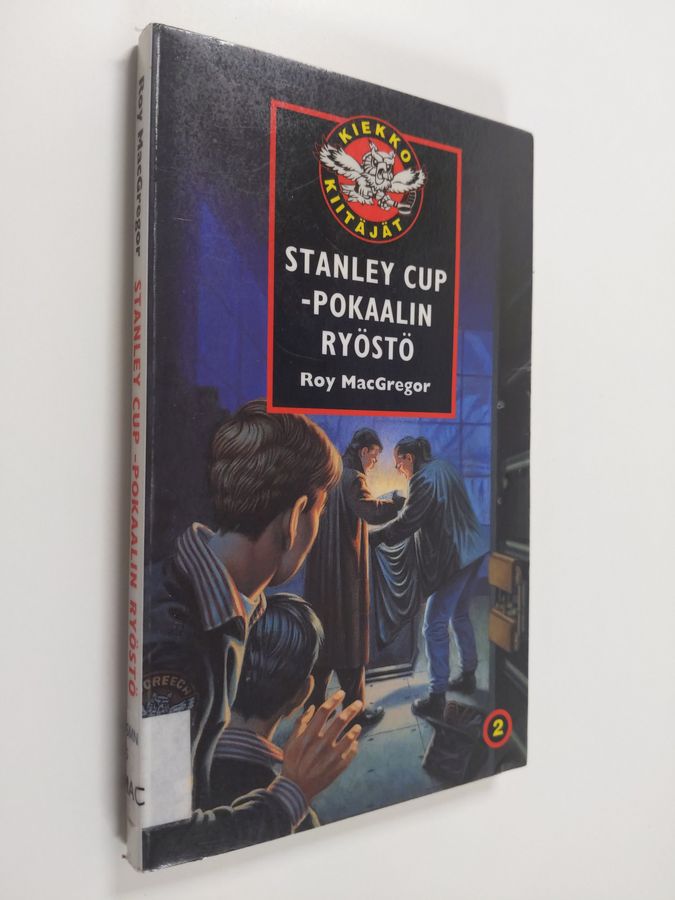 KIEKKO
KIITÄJÄT
STANLEY CUP
-POKAALIN
RYÖSTÖ
Roy MacGregor
2
Roy MacGregor STANLEY CUP -POKAALIN RYÖSTÖ